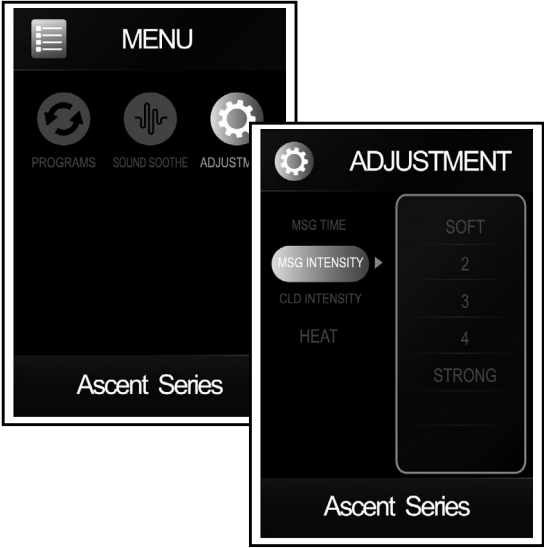 MENU
PROGRAMS SOUND SOOTHE ADJUSTM
Ascent Series
ADJUSTMENT
MSG TIME
MSG INTENSITY
CLD INTENSITY
HEAT
SOFT
2
3
4
STRONG
Ascent Series